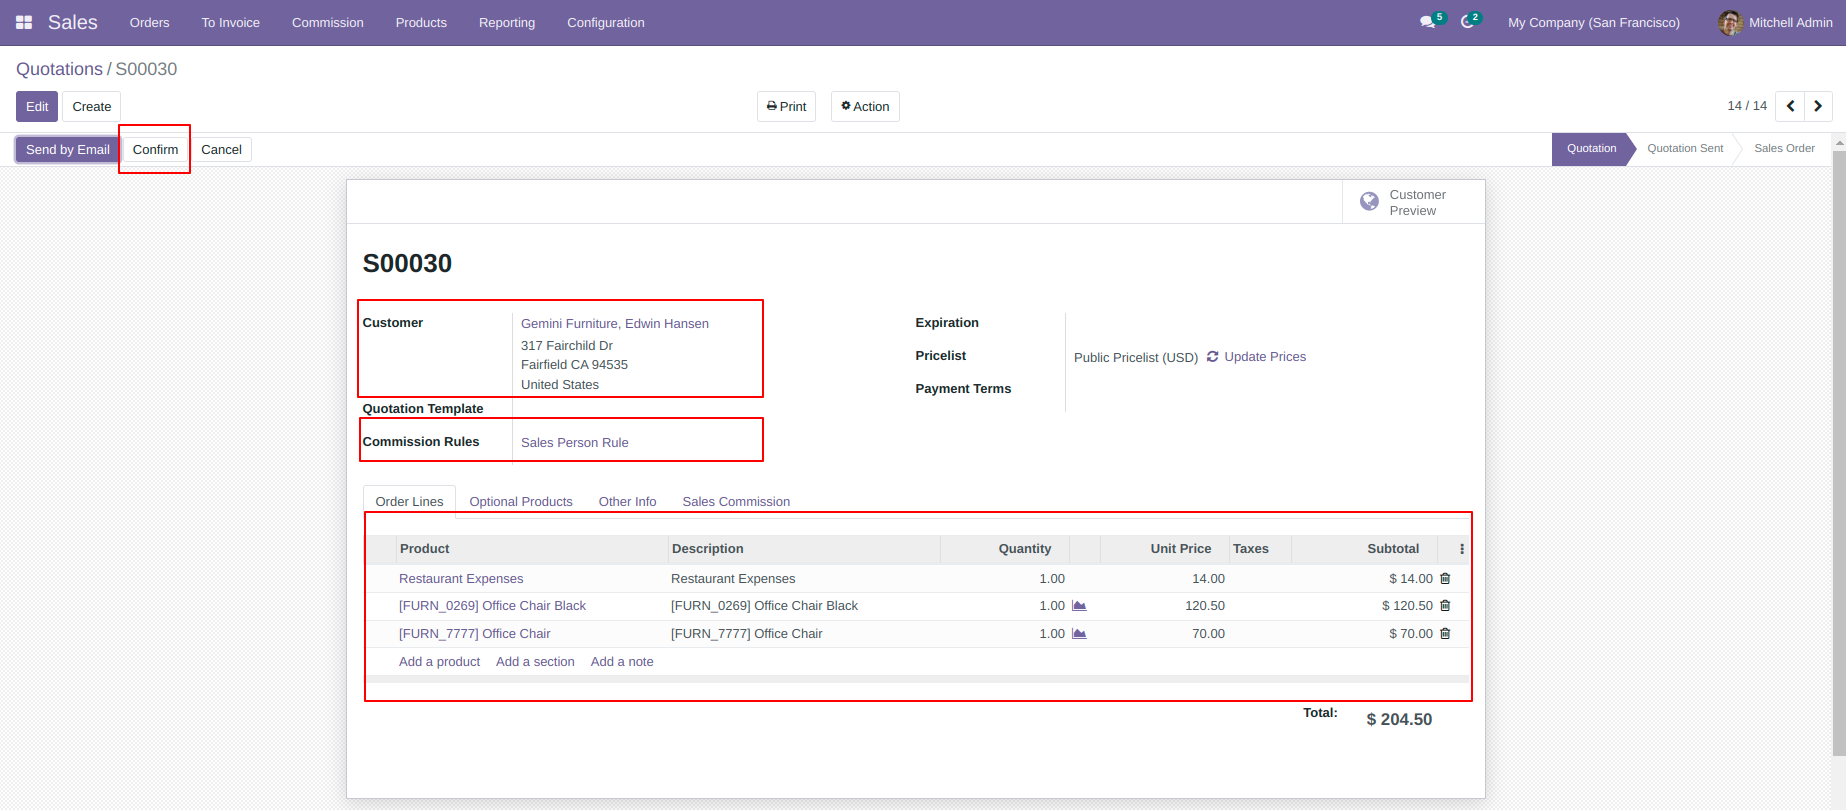 Sales Orders To Invoice Commission Products Reporting Configuration 5 2 My Company (San Francisco) Mitchell Admin
Quotations / S00030
Edit Create Print Action 14 / 14
Send by Email Confirm Cancel Quotation Quotation Sent Sales Order
Customer
Preview
S00030
Customer Gemini Furniture, Edwin Hansen Expiration
317 Fairchild Dr
Pricelist Public Pricelist (USD) Update Prices
Fairfield CA 94535
United States Payment Terms
Quotation Template
Commission Rules Sales Person Rule
Order Lines Optional Products Other Info Sales Commission
Product Description Quantity Unit Price Taxes Subtotal
Restaurant Expenses Restaurant Expenses 1.00 14.00 $ 14.00
[FURN_0269] Office Chair Black [FURN_0269] Office Chair Black 1.00 120.50 $ 120.50
[FURN_7777] Office Chair [FURN_7777] Office Chair 1.00 70.00 $ 70.00
Add a product Add a section Add a note
Total: $ 204.50